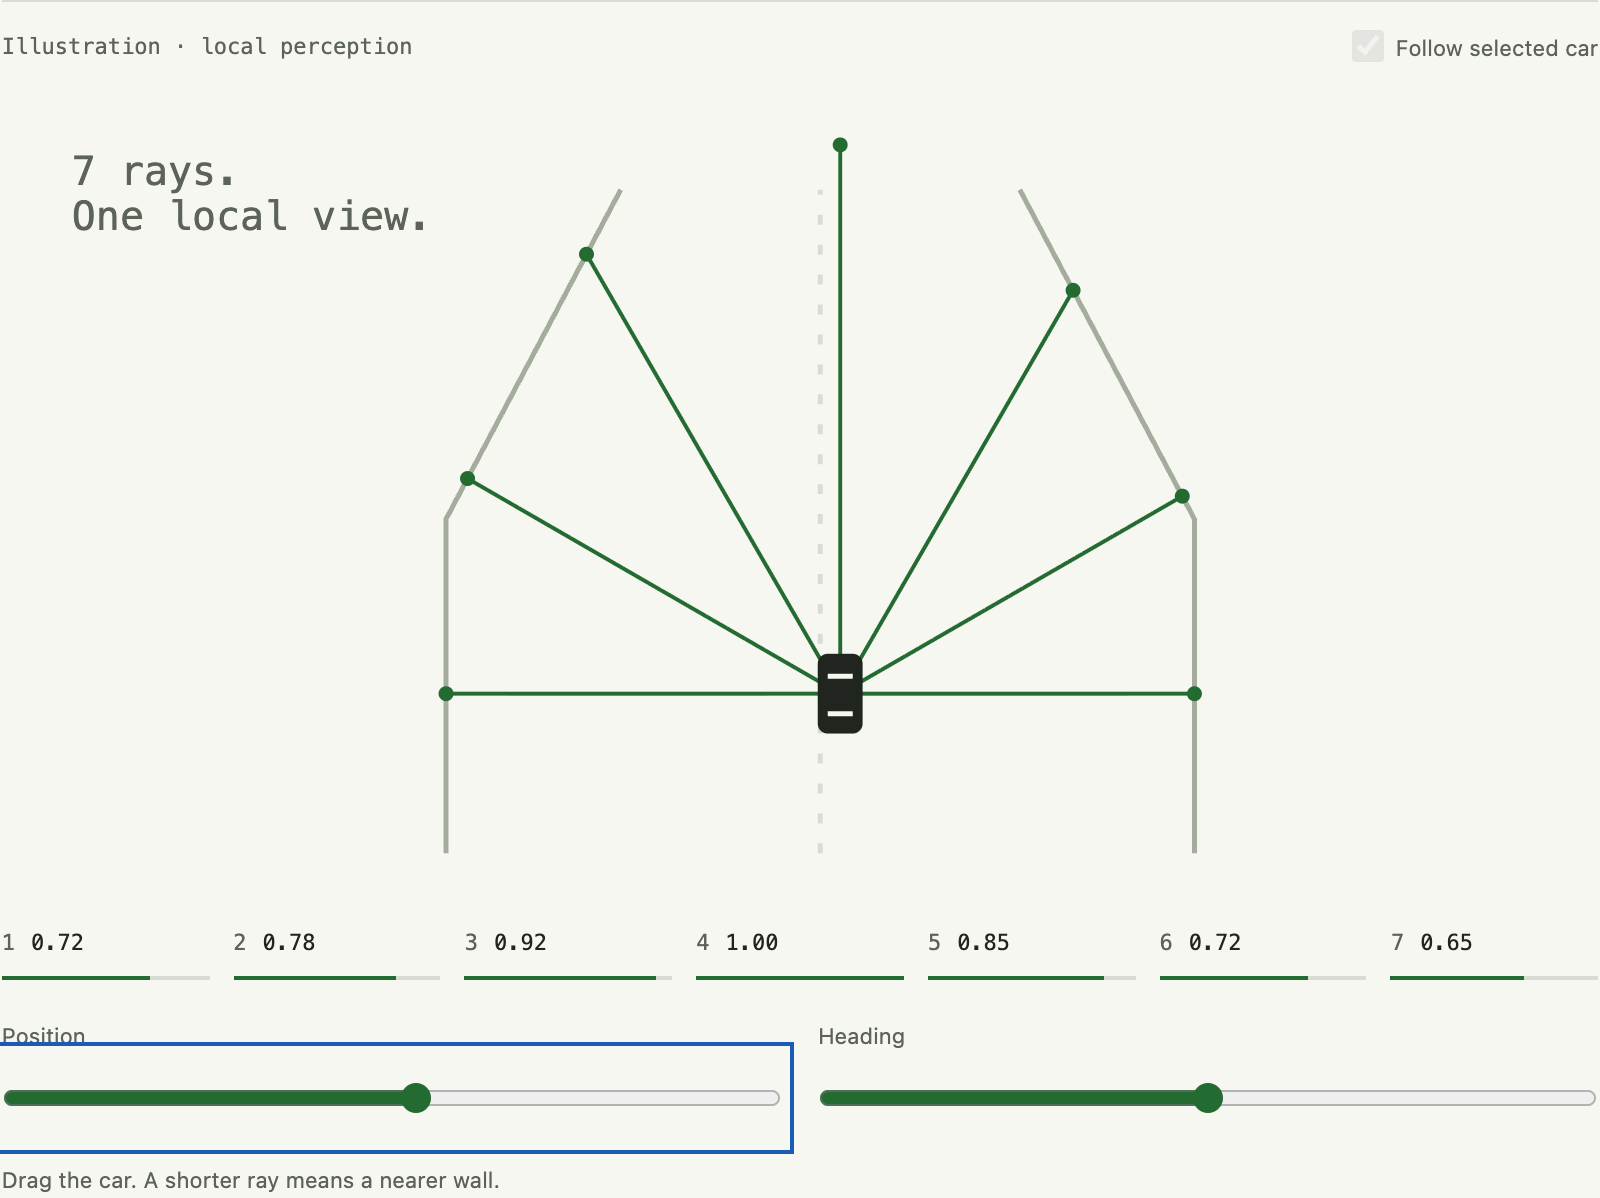 Illustration · local perception
Follow selected car
7 rays.
One local view.
1 0.72
2 0.78
3 0.92
4 1.00
5 0.85
6 0.72
7 0.65
Position
Heading
Drag the car. A shorter ray means a nearer wall.